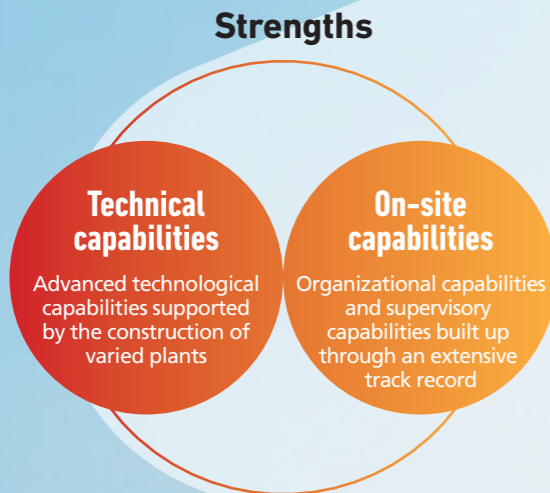 Strengths
Technical
capabilities
Advanced technological
capabilities supported
by the construction of
varied plants
On-site
capabilities
Organizational capabilities
and supervisory
capabilities built up
through an extensive
track record